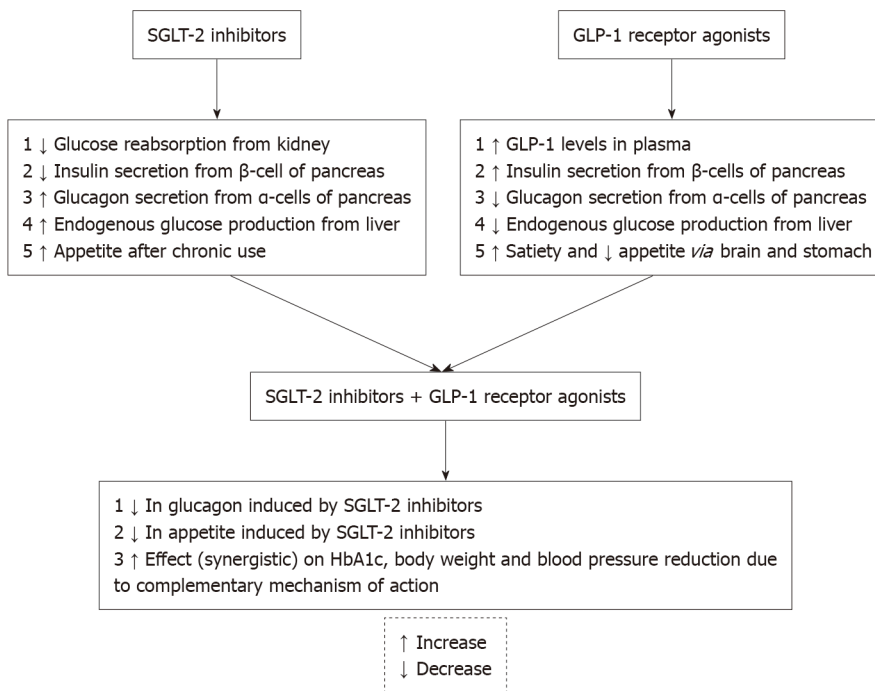 SGLT-2 inhibitors
GLP-1 receptor agonists
1 ↓ Glucose reabsorption from kidney
2 ↓ Insulin secretion from β-cell of pancreas
3 ↑ Glucagon secretion from α-cells of pancreas
4 ↑ Endogenous glucose production from liver
5 ↑ Appetite after chronic use
1 ↑ GLP-1 levels in plasma
2 ↑ Insulin secretion from β-cells of pancreas
3 ↓ Glucagon secretion from α-cells of pancreas
4 ↓ Endogenous glucose production from liver
5 ↑ Satiety and ↓ appetite via brain and stomach
SGLT-2 inhibitors + GLP-1 receptor agonists
1 ↓ In glucagon induced by SGLT-2 inhibitors
2 ↓ In appetite induced by SGLT-2 inhibitors
3 ↑ Effect (synergistic) on HbA1c, body weight and blood pressure reduction due
to complementary mechanism of action
↑ Increase
↓ Decrease